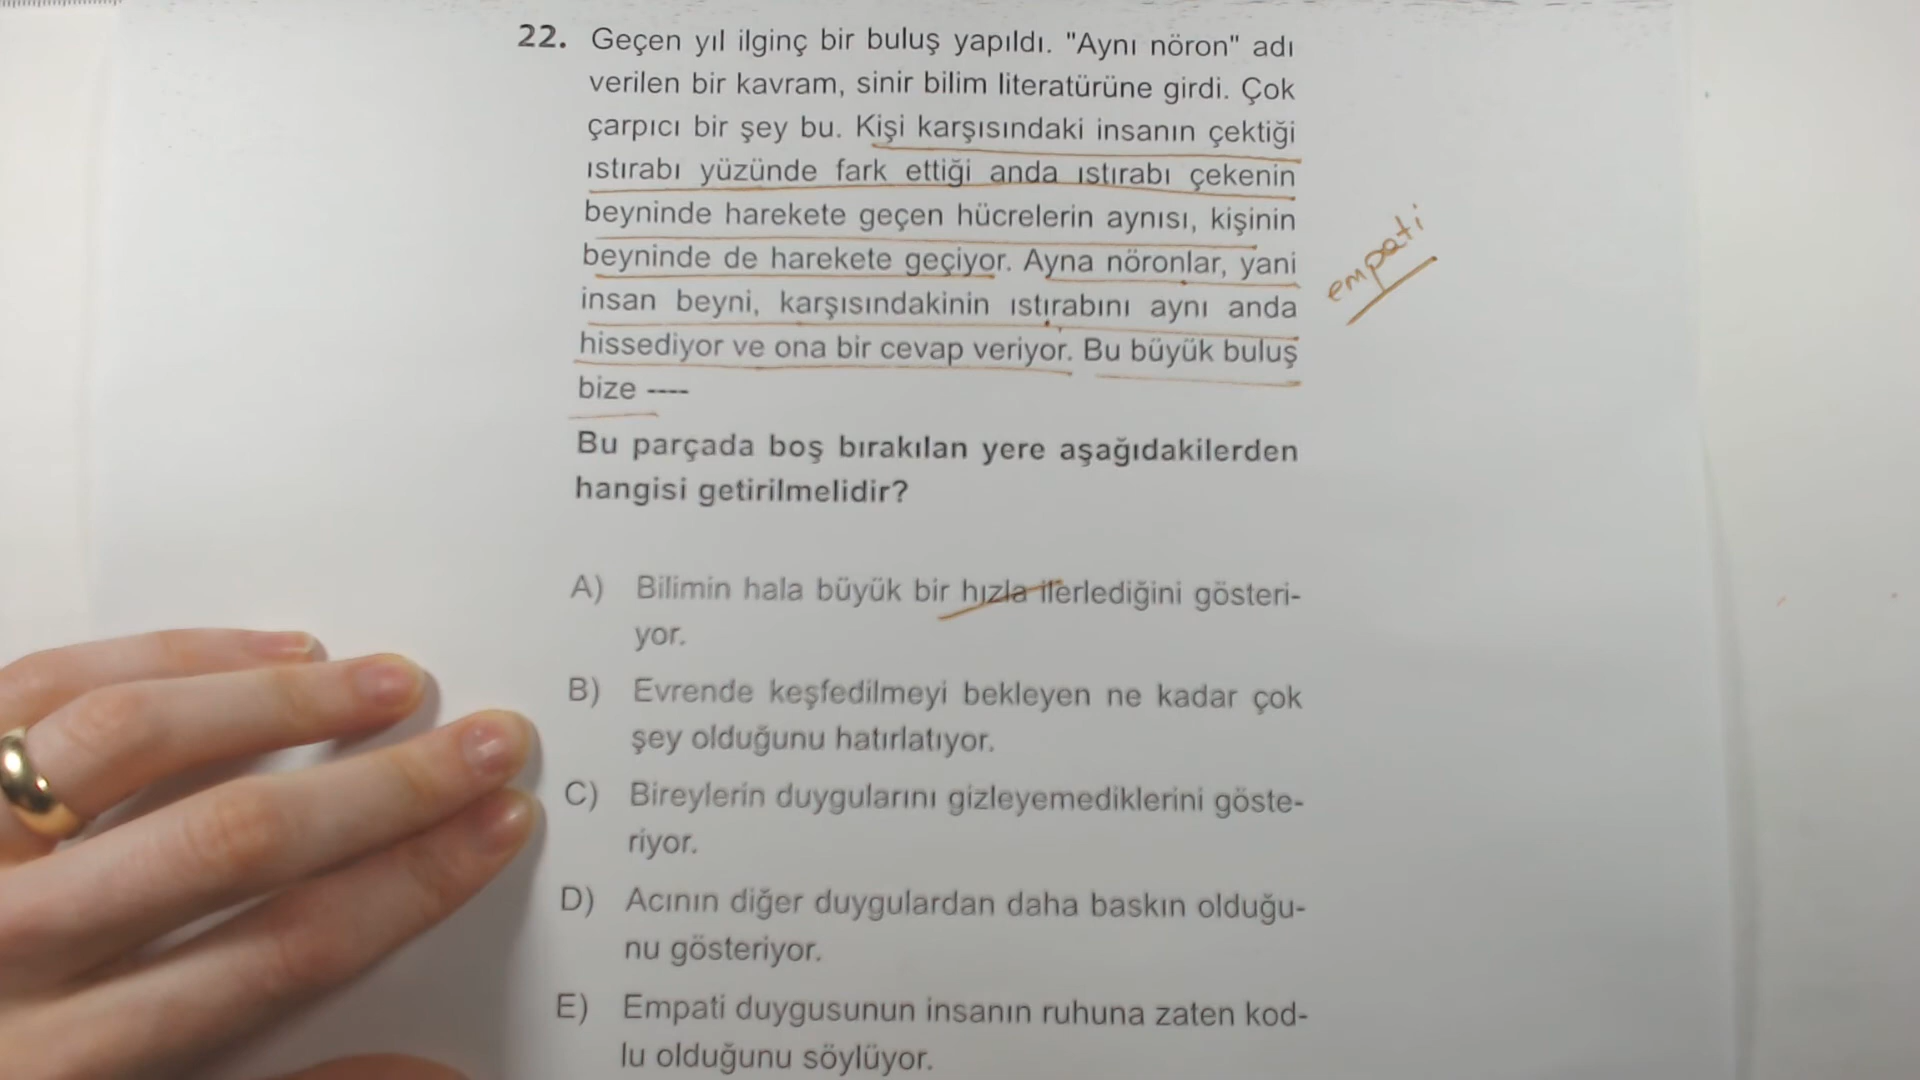 22. Geçen yıl ilginç bir buluş yapıldı. "Aynı nöron" adı
verilen bir kavram, sinir bilim literatürüne girdi. Çok
çarpıcı bir şey bu. Kişi karşısındaki insanın çektiği
ıstırabı yüzünde fark ettiği anda ıstırabı çekenin
beyninde harekete geçen hücrelerin aynısı, kişinin
beyninde de harekete geçiyor. Ayna nöronlar, yani
insan beyni, karşısındakinin ıstırabını aynı anda
hissediyor ve ona bir cevap veriyor. Bu büyük buluş
bize ----
empati
Bu parçada boş bırakılan yere aşağıdakilerden
hangisi getirilmelidir?
A) Bilimin hala büyük bir hızla ilerlediğini gösteri-
yor.
B) Evrende keşfedilmeyi bekleyen ne kadar çok
şey olduğunu hatırlatıyor.
C) Bireylerin duygularını gizleyemediklerini göste-
riyor.
D) Acının diğer duygulardan daha baskın olduğu-
nu gösteriyor.
E) Empati duygusunun insanın ruhuna zaten kod-
lu olduğunu söylüyor.